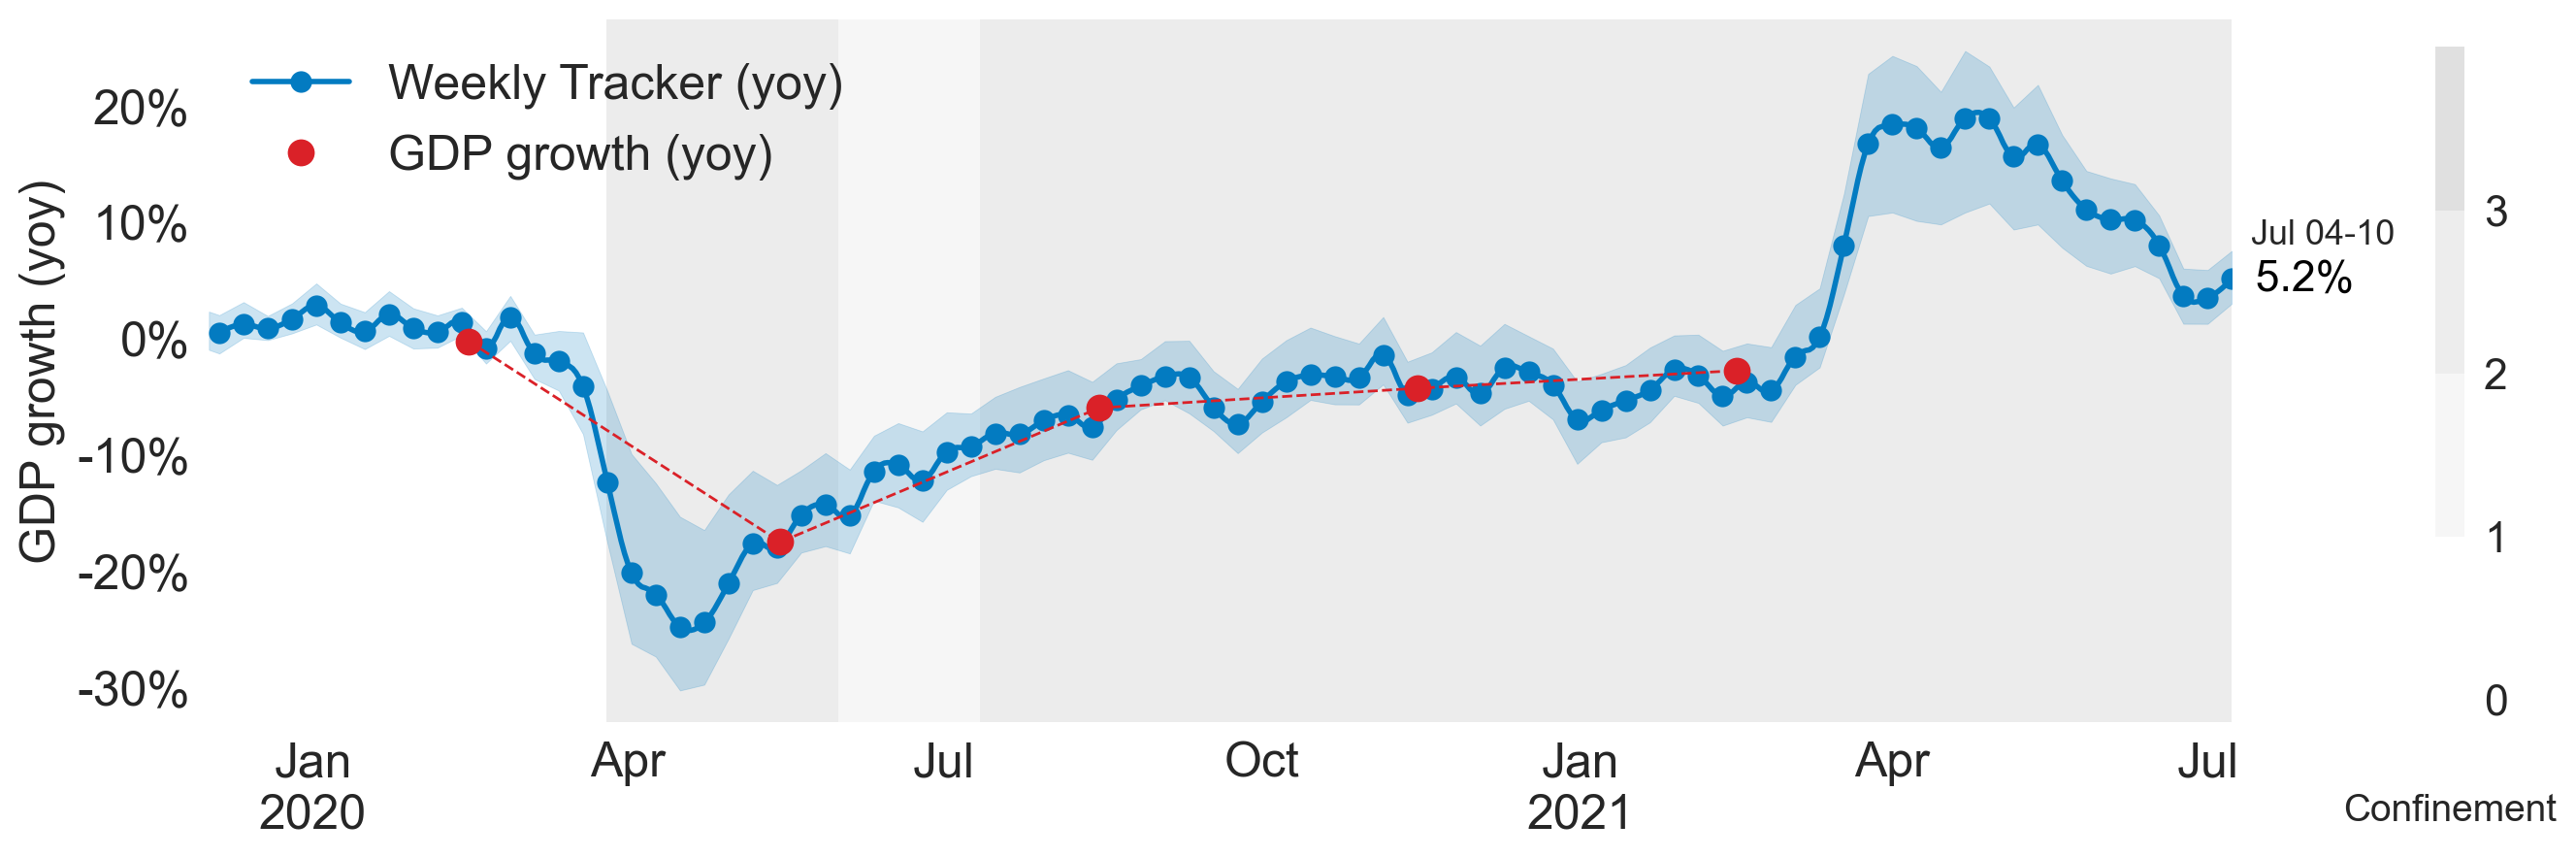 Weekly Tracker (yoy)
GDP growth (yoy)
GDP growth (yoy)
20%
10%
0%
-10%
-20%
-30%
Jan
2020
Apr
Jul
Oct
Jan
2021
Apr
Jul
Jul 04-10
5.2%
3
2
1
0
Confinement